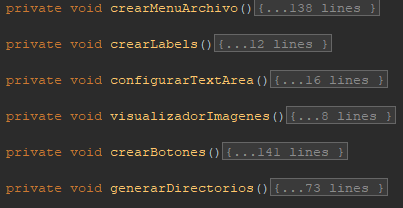 private void crearMenuArchivo(){...138 lines }
private void crearLabels(){...12 lines }
private void configurarTextArea(){...16 lines }
private void visualizadorImagenes(){...8 lines }
private void crearBotones(){...141 lines }
private void generarDirectorios(){...73 lines }